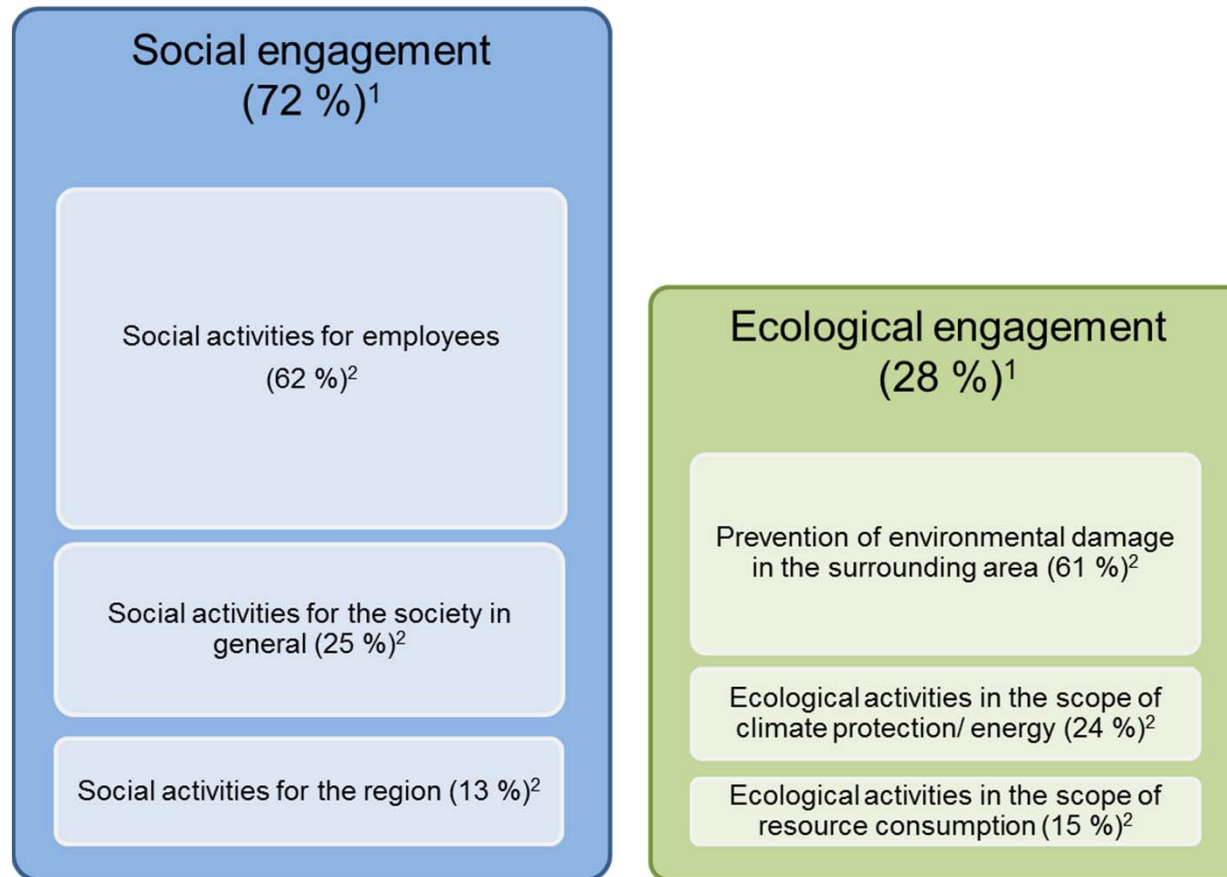 Social engagement
(72 %)¹
Social activities for employees
(62 %)²
Social activities for the society in
general (25 %)²
Social activities for the region (13 %)²
Ecological engagement
(28 %)¹
Prevention of environmental damage
in the surrounding area (61 %)²
Ecological activities in the scope of
climate protection/ energy (24 %)²
Ecological activities in the scope of
resource consumption (15 %)²